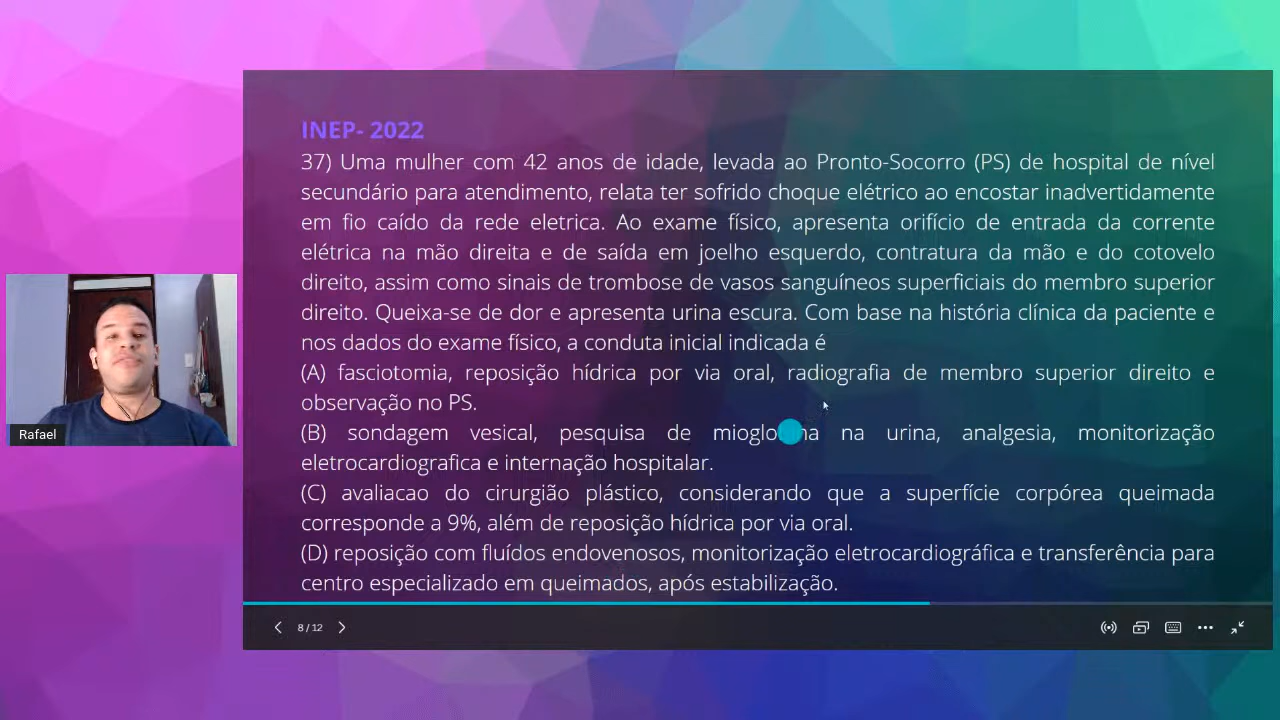 INEP- 2022
37) Uma mulher com 42 anos de idade, levada ao Pronto-Socorro (PS) de hospital de nível
secundário para atendimento, relata ter sofrido choque elétrico ao encostar inadvertidamente
em fio caído da rede eletrica. Ao exame físico, apresenta orifício de entrada da corrente
elétrica na mão direita e de saída em joelho esquerdo, contratura da mão e do cotovelo
direito, assim como sinais de trombose de vasos sanguíneos superficiais do membro superior
direito. Queixa-se de dor e apresenta urina escura. Com base na história clínica da paciente e
nos dados do exame físico, a conduta inicial indicada é
(A) fasciotomia, reposição hídrica por via oral, radiografia de membro superior direito e
observação no PS.
(B) sondagem vesical, pesquisa de na urina, analgesia, monitorização
eletrocardiografica e internação hospitalar.
(C) avaliacao do cirurgião plástico, considerando que a superfície corpórea queimada
corresponde a 9%, além de reposição hídrica por via oral.
(D) reposição com fluídos endovenosos, monitorização eletrocardiográfica e transferência para
centro especializado em queimados, após estabilização.
Rafael
8 / 12